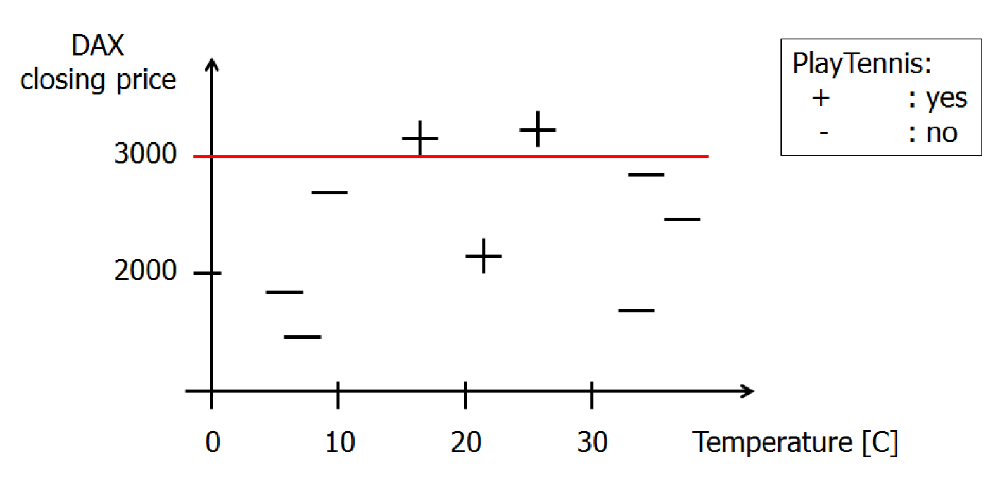 DAX
closing price
3000
2000
0 10 20 30 Temperature [C]
PlayTennis:
+ : yes
- : no